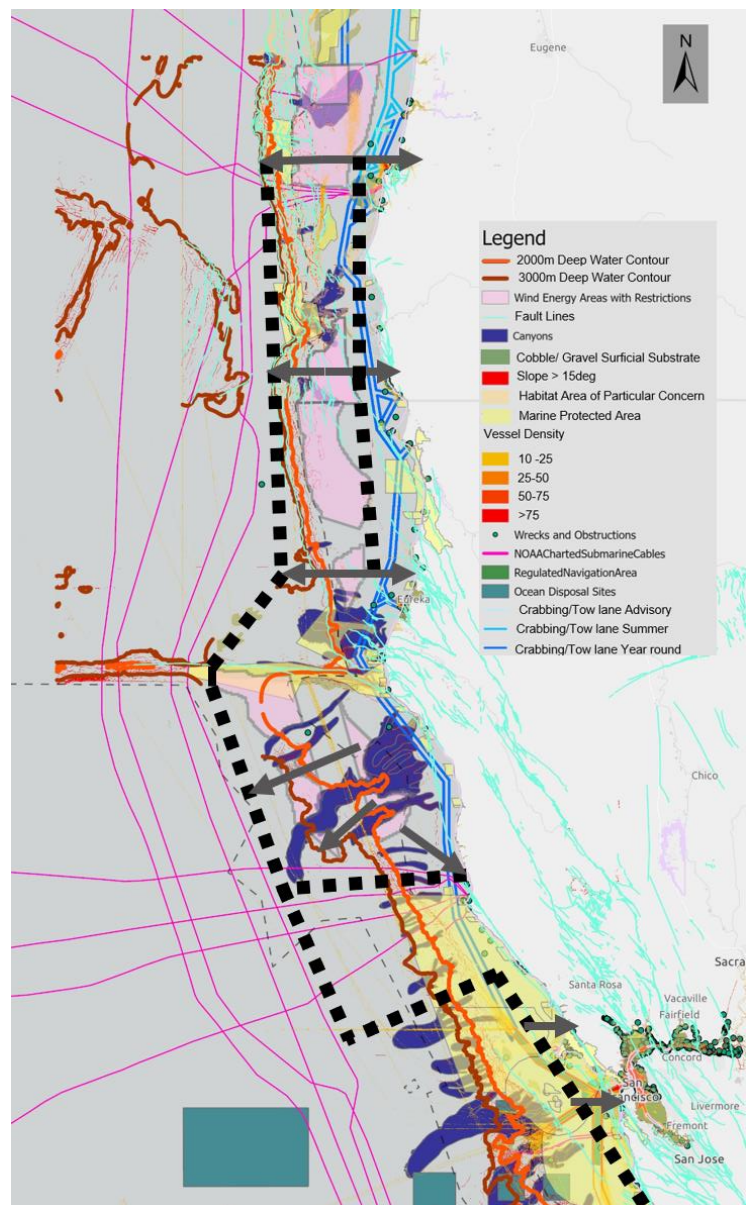 N
Eugene
Legend
2000m Deep Water Contour
3000m Deep Water Contour
Wind Energy Areas with Restrictions
Fault Lines
Canyons
Cobble/ Gravel Surficial Substrate
Slope > 15deg
Habitat Area of Particular Concern
Marine Protected Area
Vessel Density
10 -25
25-50
50-75
>75
Wrecks and Obstructions
NOAAChartedSubmarineCables
RegulatedNavigationArea
Ocean Disposal Sites
Crabbing/Tow lane Advisory
Crabbing/Tow lane Summer
Crabbing/Tow lane Year round
Eureka
Chico
Sacra
Santa Rosa
Vacaville
Fairfield
Concord
San
Francisco
Livermore
Fremont
San Jose